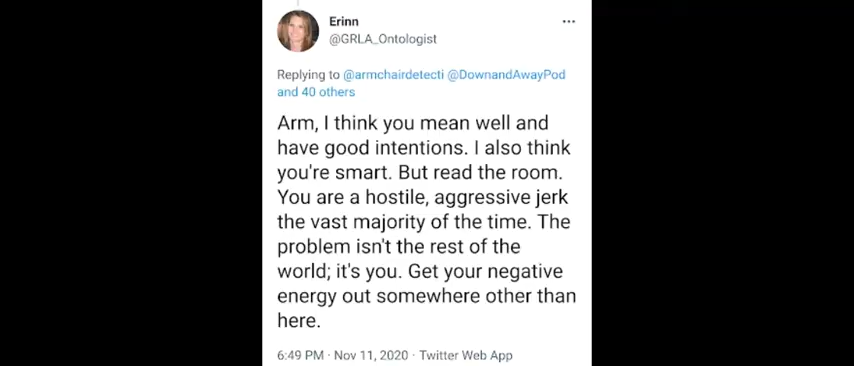 Erinn
@GRLA_Ontologist
Replying to @armchairdetecti @DownandAwayPod
and 40 others
Arm, I think you mean well and
have good intentions. I also think
you're smart. But read the room.
You are a hostile, aggressive jerk
the vast majority of the time. The
problem isn't the rest of the
world; it's you. Get your negative
energy out somewhere other than
here.
6:49 PM · Nov 11, 2020 · Twitter Web App